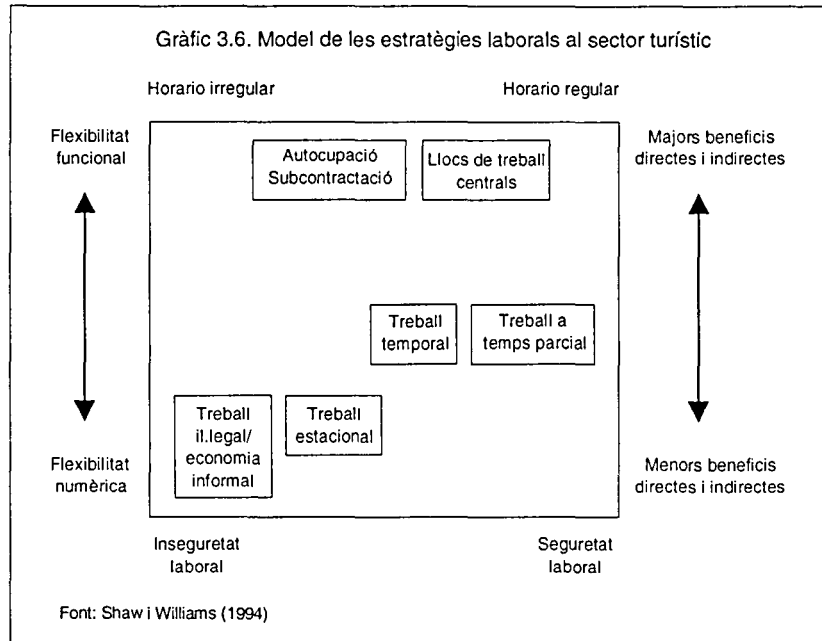 Gràfic 3.6. Model de les estratègies laborals al sector turístic
Horario irregular
Horario regular
Flexibilitat
funcional
Autocupació
Subcontractació
Llocs de treball
centrals
Majors beneficis
directes i indirectes
Treball
temporal
Treball a
temps parcial
Treball
il.legal/
economia
informal
Treball
estacional
Flexibilitat
numèrica
Menors beneficis
directes i indirectes
Inseguretat
laboral
Seguretat
laboral
Font: Shaw i Williams (1994)